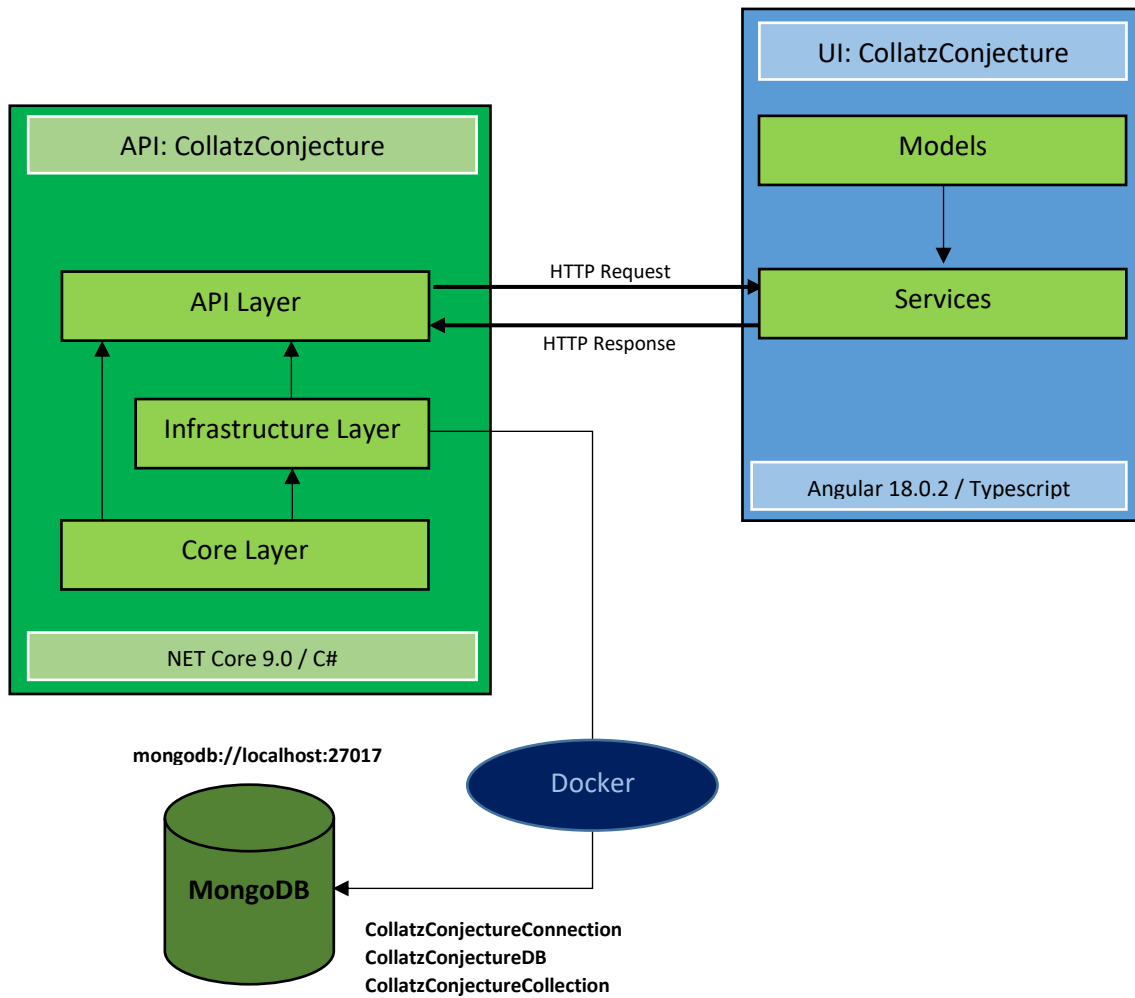 UI: CollatzConjecture
Models
Services
Angular 18.0.2 / Typescript
API: CollatzConjecture
API Layer
Infrastructure Layer
Core Layer
NET Core 9.0 / C#
HTTP Request
HTTP Response
mongodb://localhost:27017
Docker
MongoDB
CollatzConjectureConnection
CollatzConjectureDB
CollatzConjectureCollection